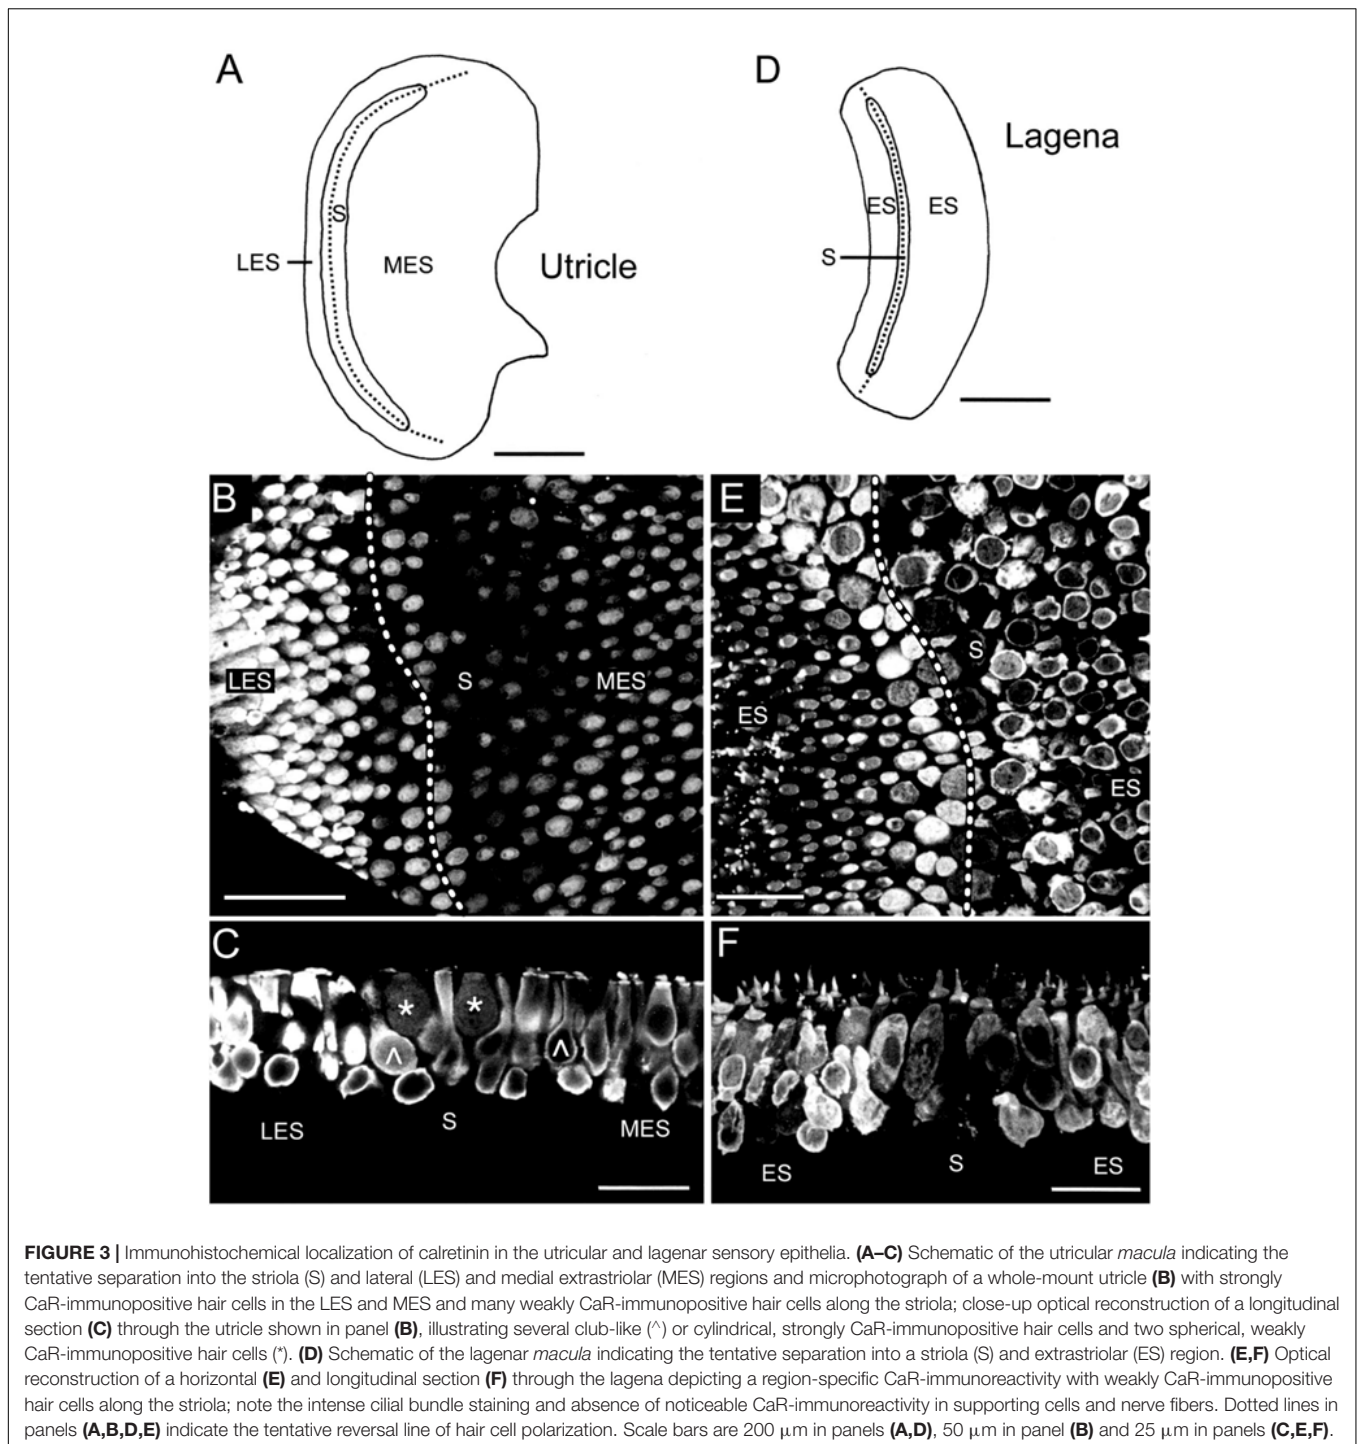 A
D
Lagena
S
ES
ES
LES
MES
Utricle
S
B
E
LES
S
MES
S
ES
ES
C
F
*
*
^
^
LES
S
MES
ES
S
ES
FIGURE 3 | Immunohistochemical localization of calretinin in the utricular and lagenar sensory epithelia. (A–C) Schematic of the utricular macula indicating the
tentative separation into the striola (S) and lateral (LES) and medial extrastriolar (MES) regions and microphotograph of a whole-mount utricle (B) with strongly
CaR-immunopositive hair cells in the LES and MES and many weakly CaR-immunopositive hair cells along the striola; close-up optical reconstruction of a longitudinal
section (C) through the utricle shown in panel (B), illustrating several club-like (^) or cylindrical, strongly CaR-immunopositive hair cells and two spherical, weakly
CaR-immunopositive hair cells (*). (D) Schematic of the lagenar macula indicating the tentative separation into a striola (S) and extrastriolar (ES) region. (E,F) Optical
reconstruction of a horizontal (E) and longitudinal section (F) through the lagena depicting a region-specific CaR-immunoreactivity with weakly CaR-immunopositive
hair cells along the striola; note the intense cilial bundle staining and absence of noticeable CaR-immunoreactivity in supporting cells and nerve fibers. Dotted lines in
panels (A,B,D,E) indicate the tentative reversal line of hair cell polarization. Scale bars are 200 μm in panels (A,D), 50 μm in panel (B) and 25 μm in panels (C,E,F).